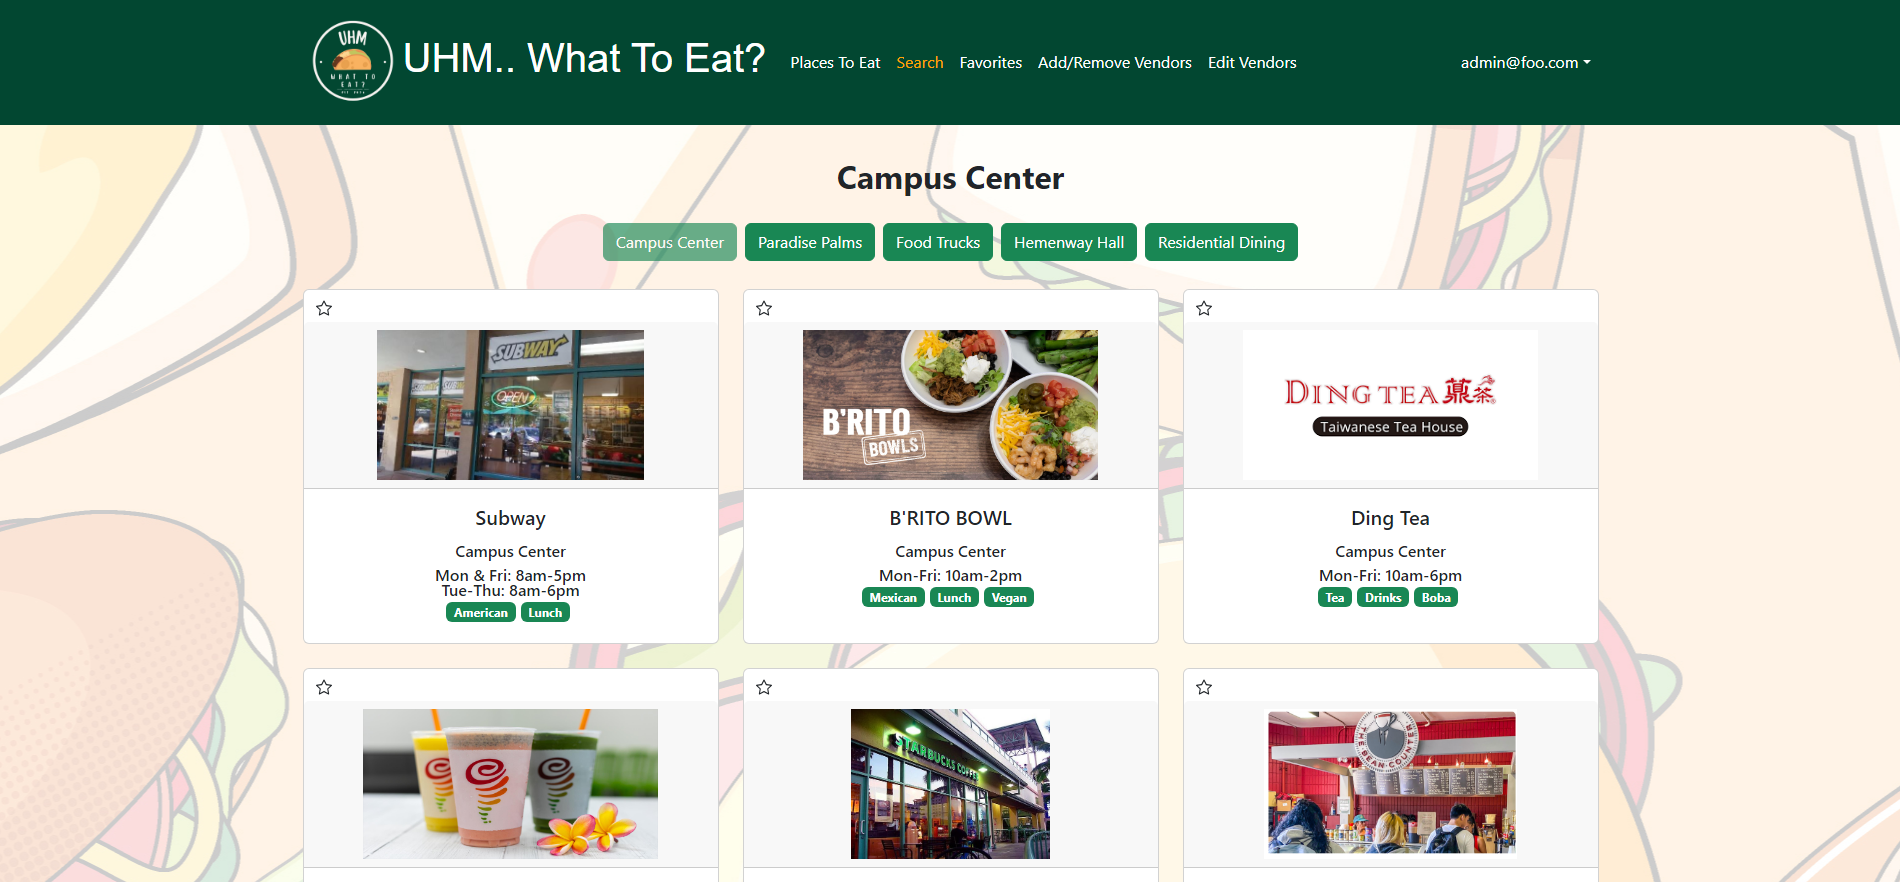 UHM
WHAT TO
EAT?
UHM.. What To Eat?
Places To Eat
Search
Favorites
Add/Remove Vendors
Edit Vendors
admin@foo.com
Campus Center
Campus Center
Paradise Palms
Food Trucks
Hemenway Hall
Residential Dining
SUBWAY
OPEN
B'RITO
BOWLS
DING TEA 薡茶
Taiwanese Tea House
Subway
Campus Center
Mon & Fri: 8am-5pm
Tue-Thu: 8am-6pm
American
Lunch
B'RITO BOWL
Campus Center
Mon-Fri: 10am-2pm
Mexican
Lunch
Vegan
Ding Tea
Campus Center
Mon-Fri: 10am-6pm
Tea
Drinks
Boba
STARBUCKS COFFEE
THE BEAN COUNTER